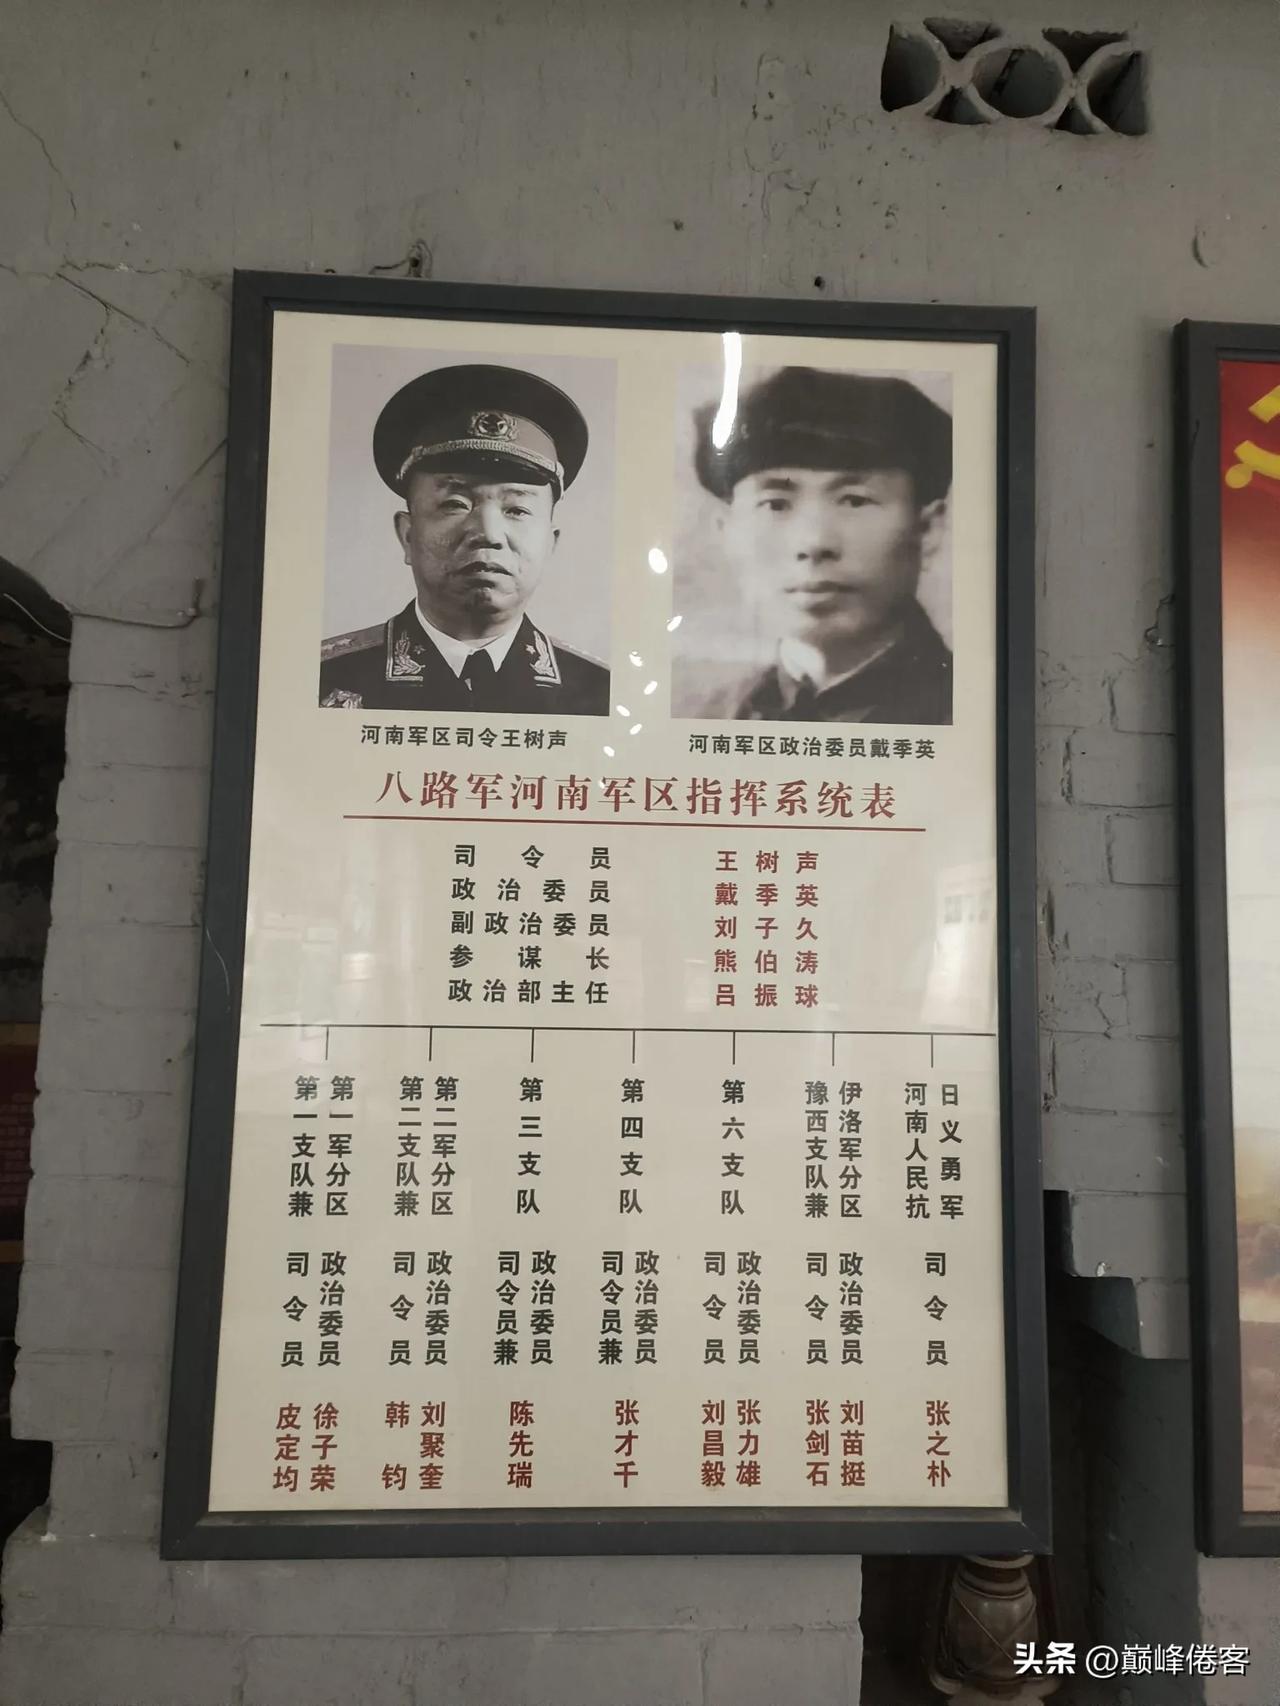 河南军区司令王树声
河南军区政治委员戴季英
八路军河南军区指挥系统表
司令员 王树声
政治委员 戴季英
副政治委员 刘子久
参谋长 熊伯涛
政治部主任 吕振球
第一支队兼
第一军分区
第二支队兼
第二军分区
第三支队
第四支队
第六支队
豫西支队兼
伊洛军分区
河南人民抗
日义勇军
司令员
政治委员
司令员
政治委员
司令员兼
政治委员
司令员兼
政治委员
司令员
政治委员
司令员
政治委员
司令员
皮定均
徐子荣
韩钧
刘聚奎
陈先瑞
张才千
刘昌毅
张力雄
张剑石
刘苗挺
张之朴
头条 @巅峰倦客